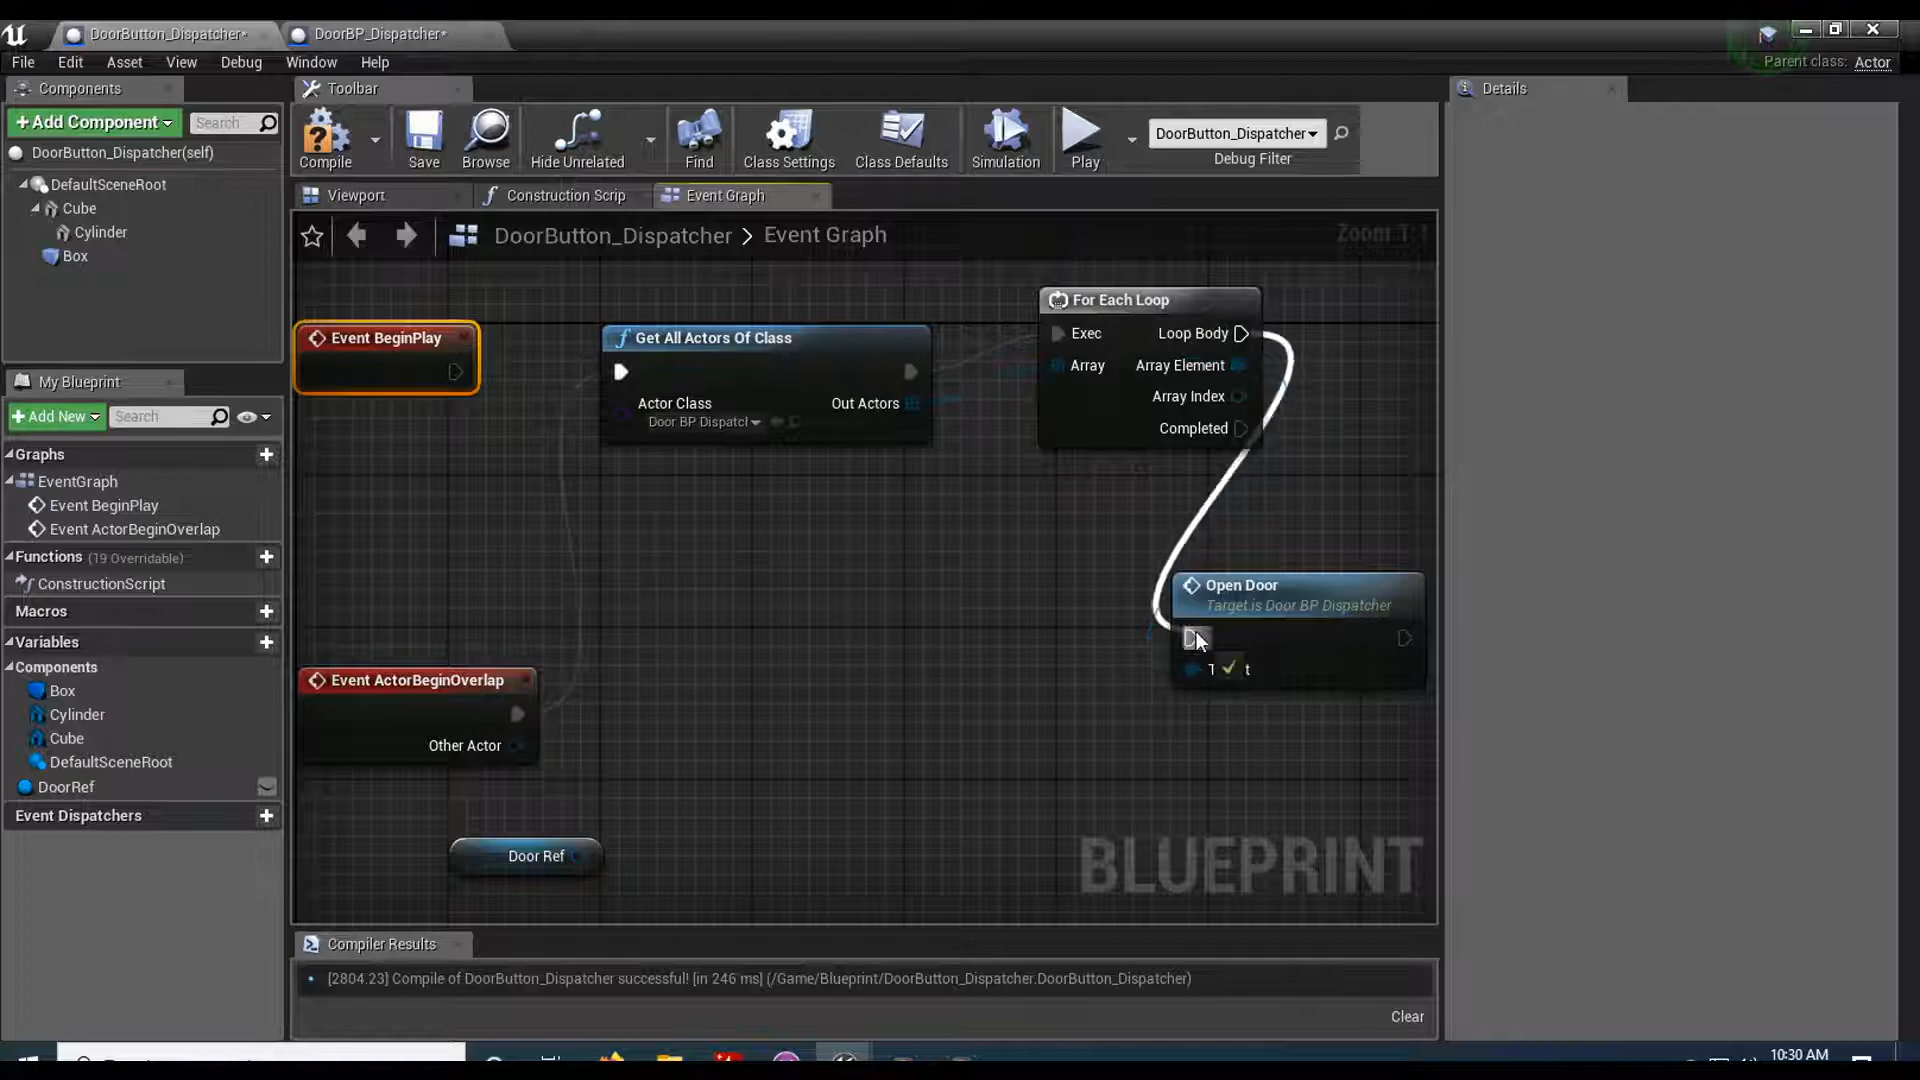 DoorButton_Dispatcher*
DoorBP_Dispatcher*
File Edit Asset View Debug Window Help
Parent class: Actor
Components
Toolbar
Details
+Add Component
Search
Compile
Save
Browse
Hide Unrelated
Find
Class Settings
Class Defaults
Simulation
Play
DoorButton_Dispatcher
Debug Filter
DoorButton_Dispatcher(self)
DefaultSceneRoot
Cube
Cylinder
Box
Viewport
Construction Scrip
Event Graph
DoorButton_Dispatcher > Event Graph
Zoom 1:1
Event BeginPlay
Get All Actors Of Class
Actor Class
Door BP Dispatcl
Out Actors
For Each Loop
Exec
Loop Body
Array
Array Element
Array Index
Completed
Open Door
Target is Door BP Dispatcher
T t
Event ActorBeginOverlap
Other Actor
Door Ref
BLUEPRINT
My Blueprint
+Add New
Search
Graphs
EventGraph
Event BeginPlay
Event ActorBeginOverlap
Functions (19 Overridable)
ConstructionScript
Macros
Variables
Components
Box
Cylinder
Cube
DefaultSceneRoot
DoorRef
Event Dispatchers
Compiler Results
[2804.23] Compile of DoorButton_Dispatcher successful! [in 246 ms] (/Game/Blueprint/DoorButton_Dispatcher.DoorButton_Dispatcher)
Clear
10:30 AM